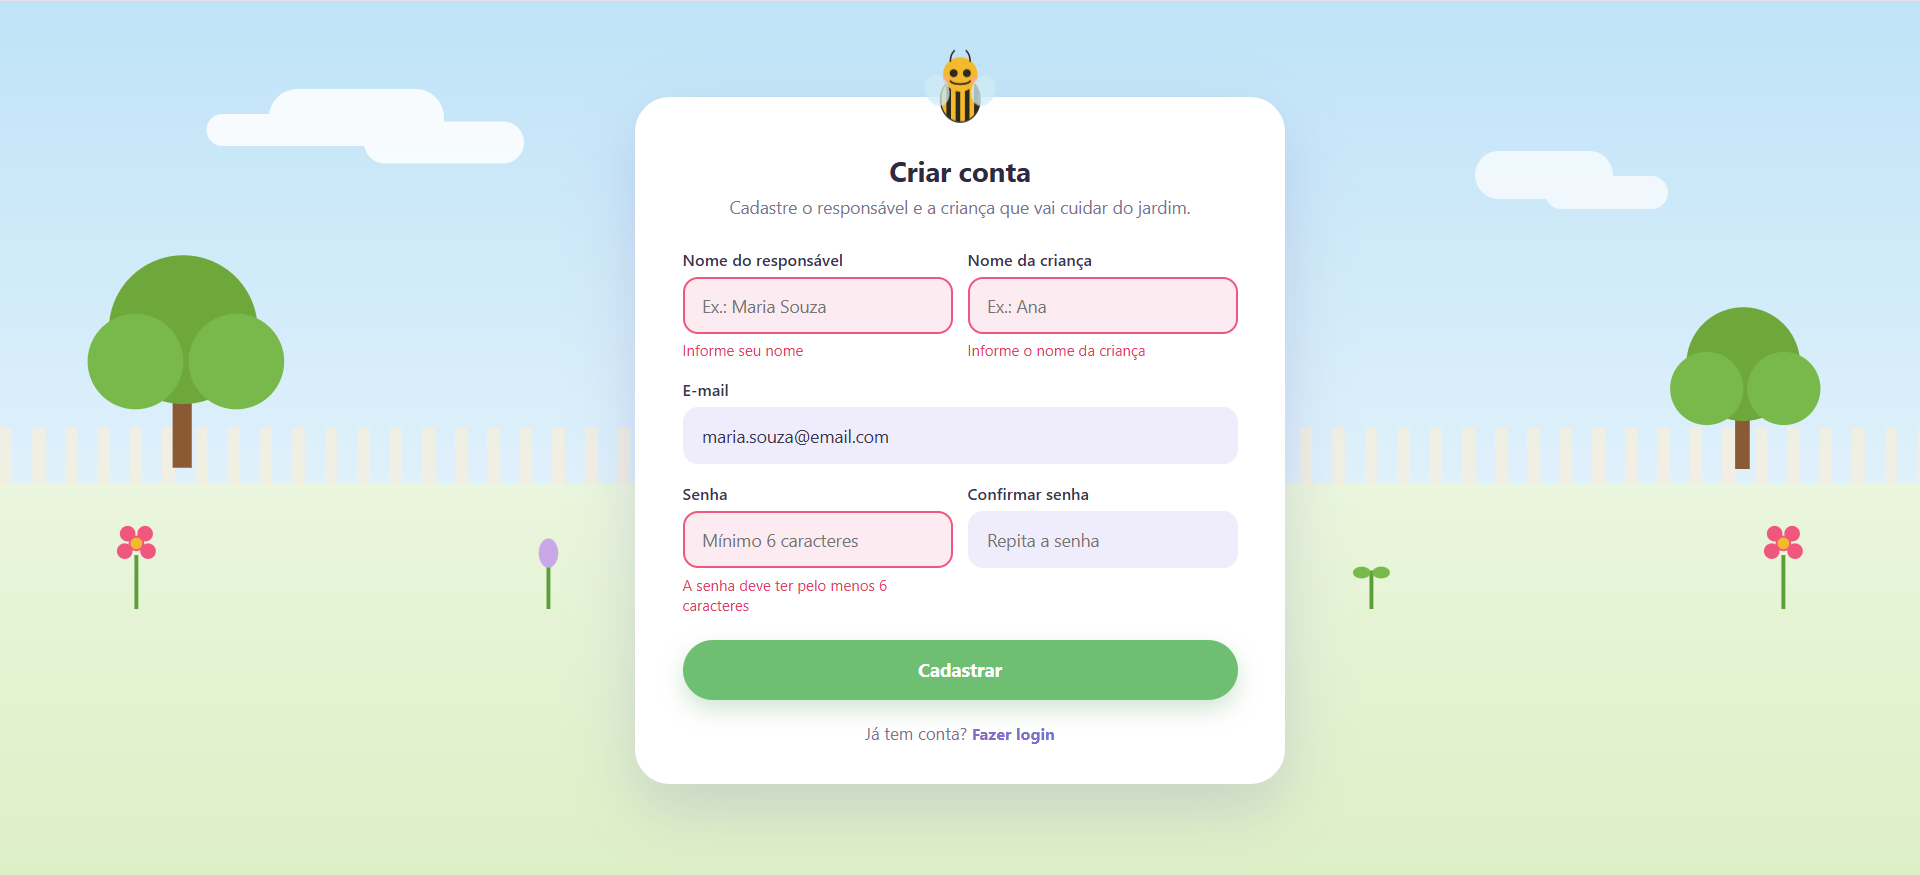 Criar conta
Cadastre o responsável e a criança que vai cuidar do jardim.
Nome do responsável
Nome da criança
Ex.: Maria Souza
Ex.: Ana
Informe seu nome
Informe o nome da criança
E-mail
maria.souza@email.com
Senha
Confirmar senha
Mínimo 6 caracteres
Repita a senha
A senha deve ter pelo menos 6
caracteres
Cadastrar
Já tem conta? Fazer login